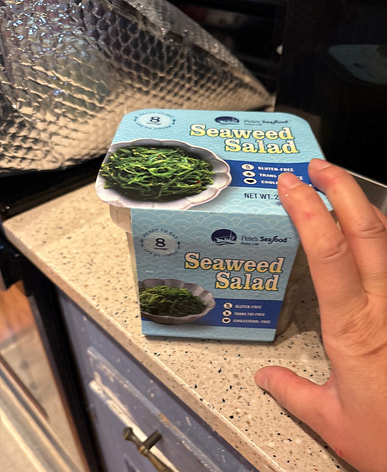 8
Pete's Seafood
Seaweed
Salad
GLUTEN-FREE
TRANS
NET WT.
READY TO EAT
8
Pete's Seafood
Seaweed
Salad
GLUTEN-FREE
TRANS FAT-FREE
CHOLESTEROL-FREE